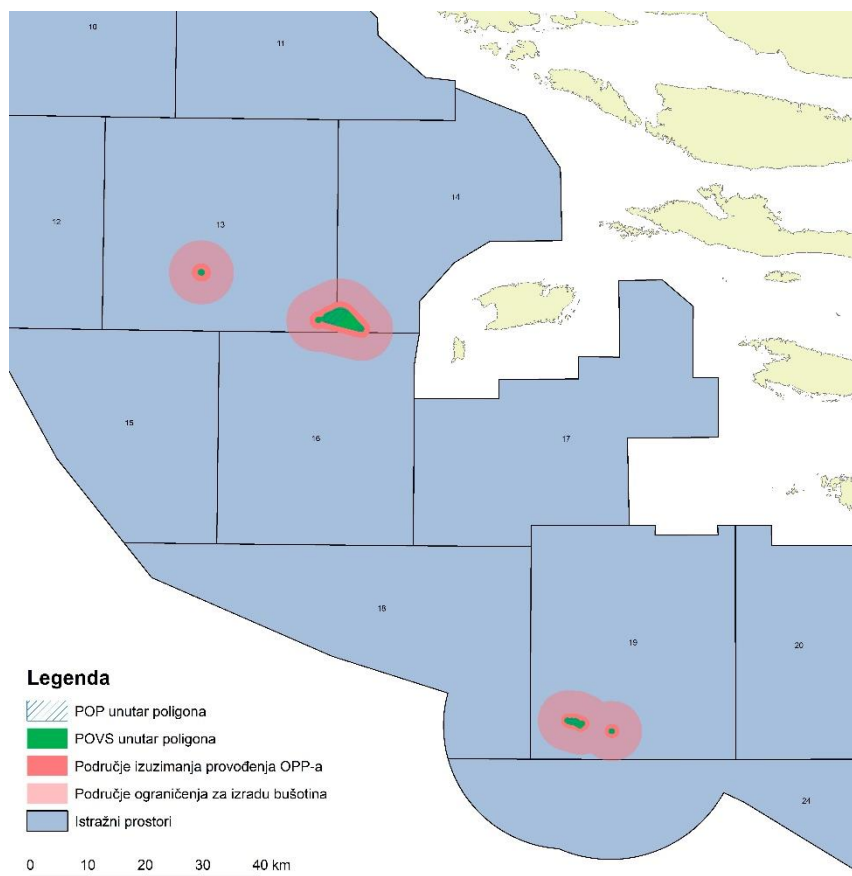 10
11
12
13
14
15
16
17
18
19
20
24
Legenda
POP unutar poligona
POVS unutar poligona
Područje izuzimanja provođenja OPP-a
Područje ograničenja za izradu bušotina
Istražni prostori
0 10 20 30 40 km